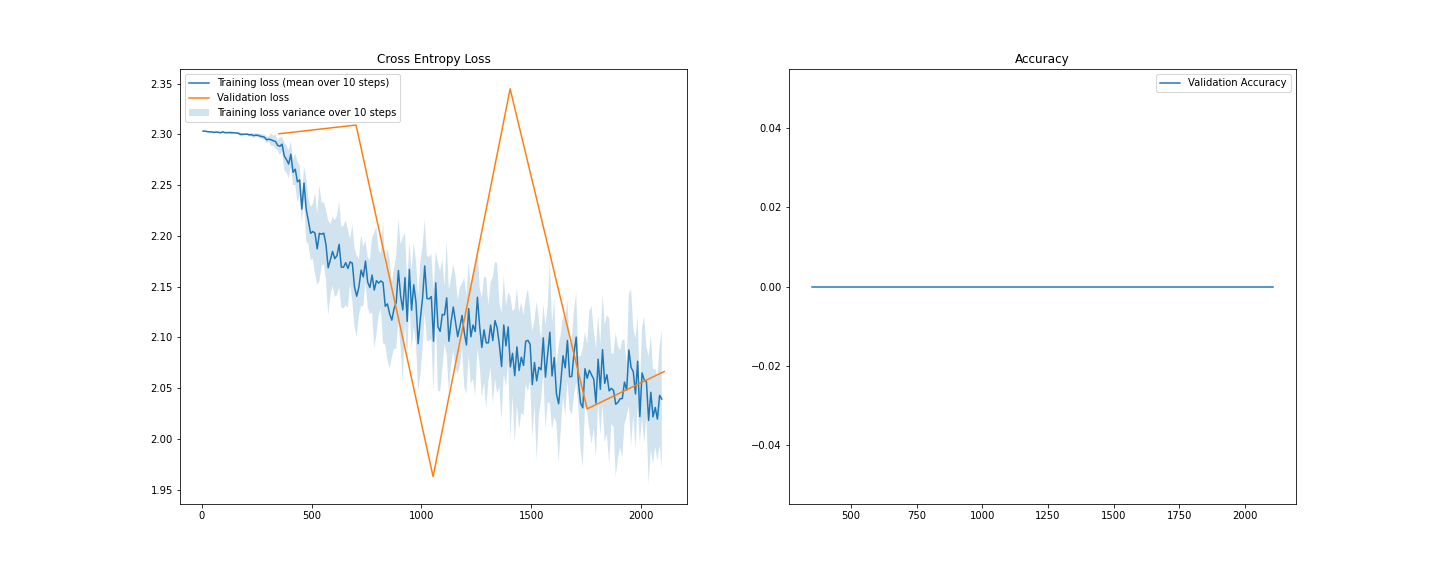 Cross Entropy Loss
Training loss (mean over 10 steps)
Validation loss
Training loss variance over 10 steps
2.35
2.30
2.25
2.20
2.15
2.10
2.05
2.00
1.95
0 500 1000 1500 2000
Accuracy
Validation Accuracy
0.04
0.02
0.00
−0.02
−0.04
500 750 1000 1250 1500 1750 2000